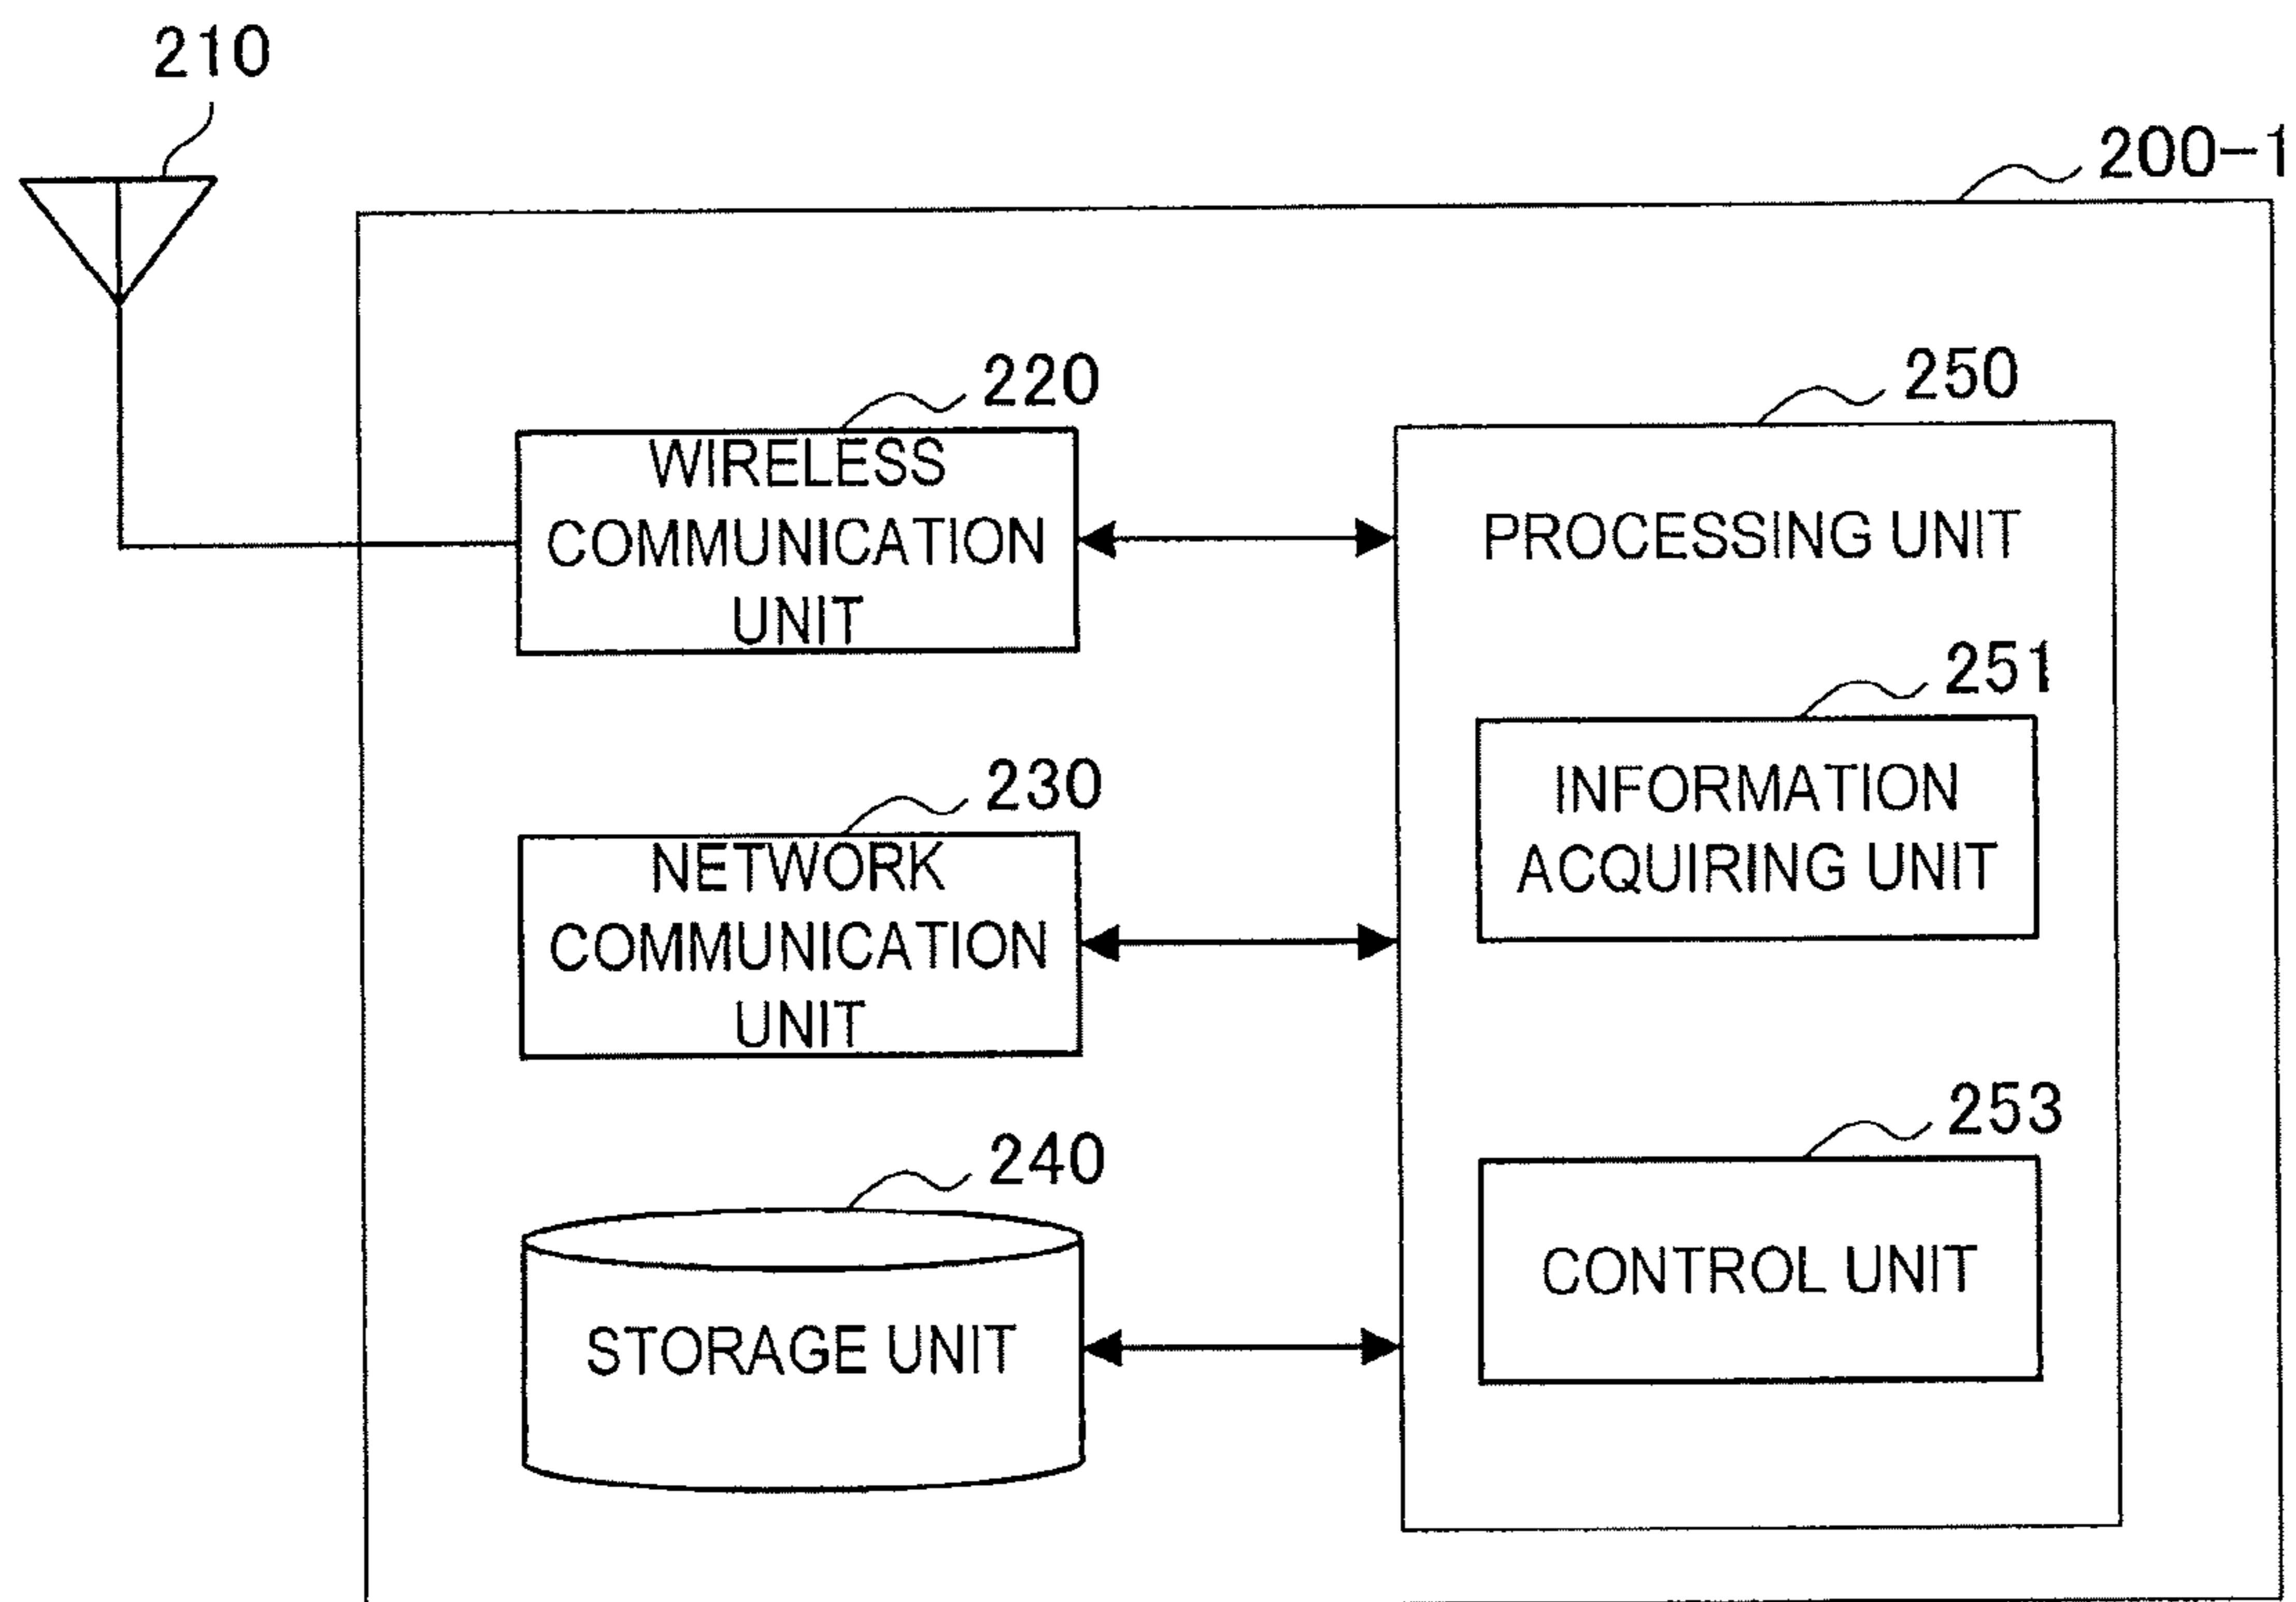 210
200-1
220
WIRELESS
COMMUNICATION
UNIT
250
PROCESSING UNIT
251
INFORMATION
ACQUIRING UNIT
230
NETWORK
COMMUNICATION
UNIT
253
CONTROL UNIT
240
STORAGE UNIT